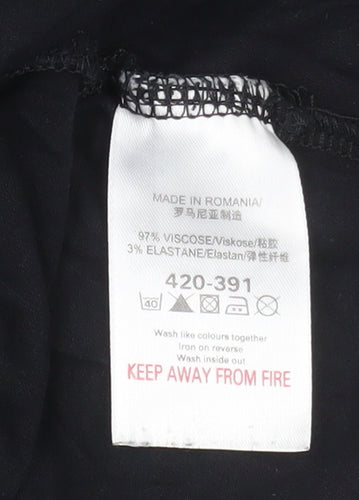 MADE IN ROMANIA/
罗马尼亚制造
97% VISCOSE/Viskose/粘胶
3% ELASTANE/Elastan/弹性纤维
420-391
40
Wash like colours together
Iron on reverse
Wash inside out
KEEP AWAY FROM FIRE